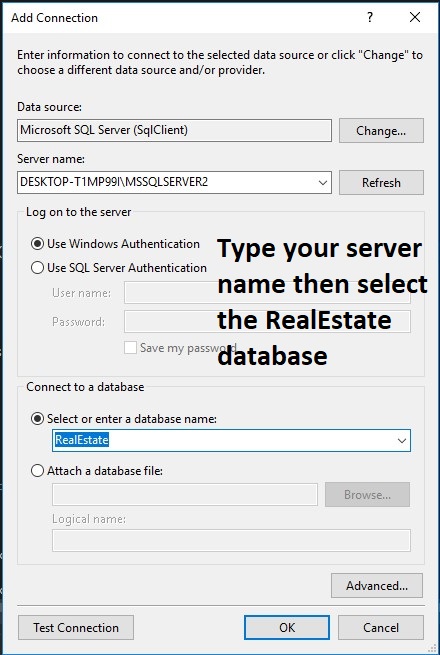 Add Connection
Enter information to connect to the selected data source or click "Change" to
choose a different data source and/or provider.
Data source:
Microsoft SQL Server (SqlClient)
Change...
Server name:
DESKTOP-T1MP99I\MSSQLSERVER2
Refresh
Log on to the server
Use Windows Authentication
Use SQL Server Authentication
User name:
Password:
Save my password
Type your server
name then select
the RealEstate
database
Connect to a database
Select or enter a database name:
RealEstate
Attach a database file:
Browse...
Logical name:
Advanced...
Test Connection
OK
Cancel